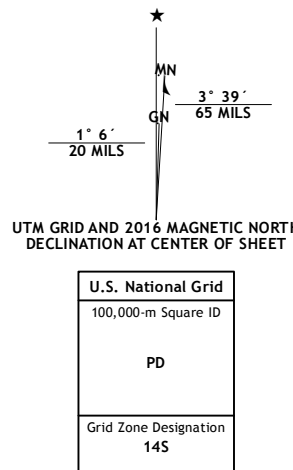 MN
GN
3° 39´
65 MILS
1° 6´
20 MILS
UTM GRID AND 2016 MAGNETIC NORTH
DECLINATION AT CENTER OF SHEET
U.S. National Grid
100,000-m Square ID
PD
Grid Zone Designation
14S